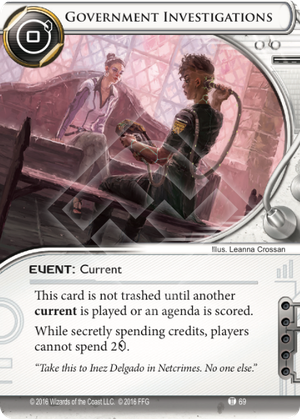 0
GOVERNMENT INVESTIGATIONS
Illus. Leanna Crossan
EVENT: Current
This card is not trashed until another
current is played or an agenda is scored.
While secretly spending credits, players
cannot spend 2.
“Take this to Inez Delgado in Netcrimes. No one else.”
© 2016 Wizards of the Coast LLC. © 2016 FFG
69